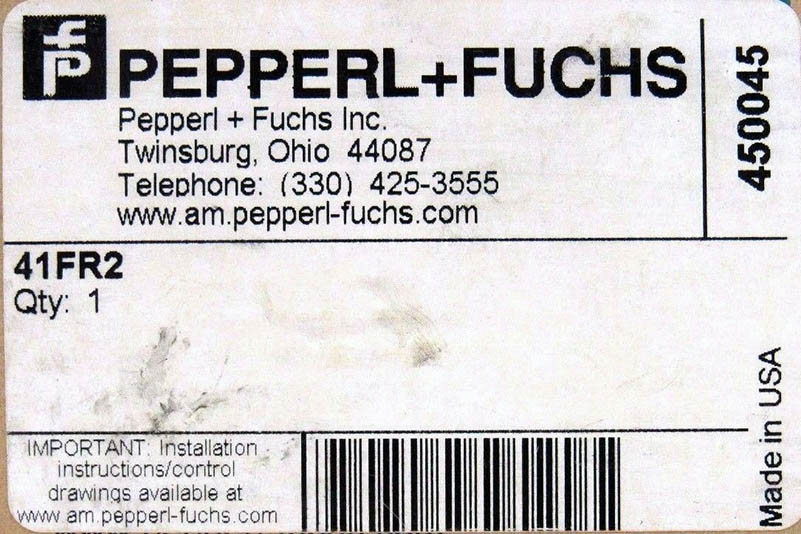 PEPPERL+FUCHS
Pepperl + Fuchs Inc.
Twinsburg, Ohio 44087
Telephone: (330) 425-3555
www.am.pepperl-fuchs.com
450045
41FR2
Qty: 1
Made in USA
IMPORTANT: Installation
instructions/control
drawings available at
www.am.pepperl-fuchs.com